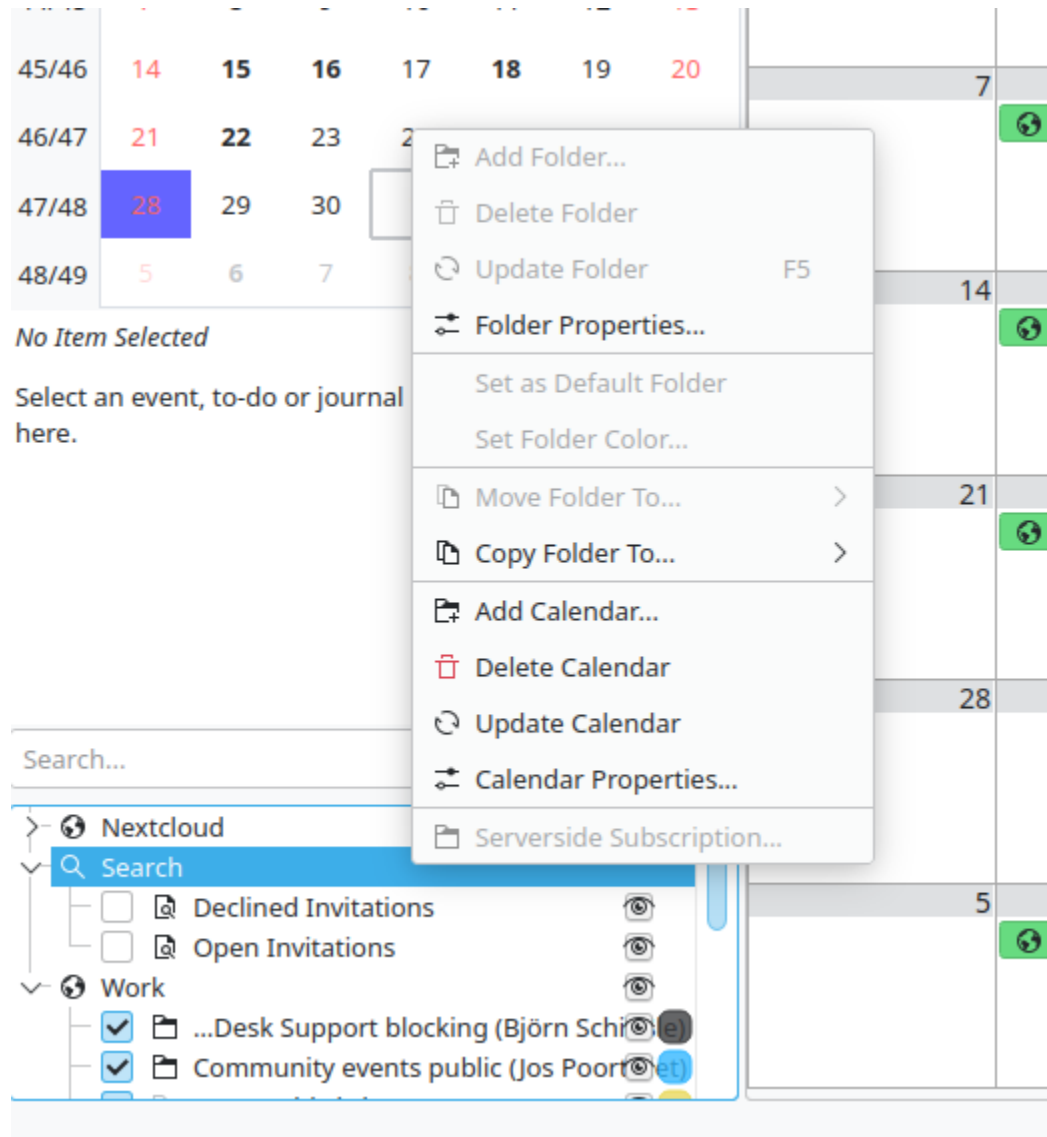 45/46 14 15 16 17 18 19 20
46/47 21 22 23
47/48 28 29 30
48/49 5 6 7
No Item Selected
Select an event, to-do or journal
here.
Add Folder...
Delete Folder
Update Folder F5
Folder Properties...
Set as Default Folder
Set Folder Color...
Move Folder To...
Copy Folder To...
Add Calendar...
Delete Calendar
Update Calendar
Calendar Properties...
Serverside Subscription...
Search...
Nextcloud
Search
Declined Invitations
Open Invitations
Work
...Desk Support blocking (Björn
Community events public (Jos
7
14
21
28
5